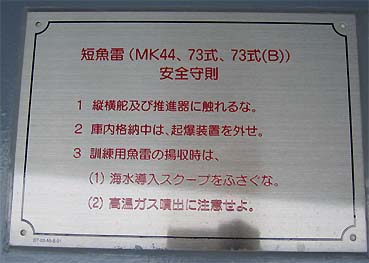 短魚雷(MK44、73式、73式(B))
安全守則
1 縦横舵及び推進器に触れるな。
2 庫内格納中は、起爆装置を外せ。
3 訓練用魚雷の揚収時は、
(1) 海水導入スクープをふさぐな。
(2) 高温ガス噴出に注意せよ。